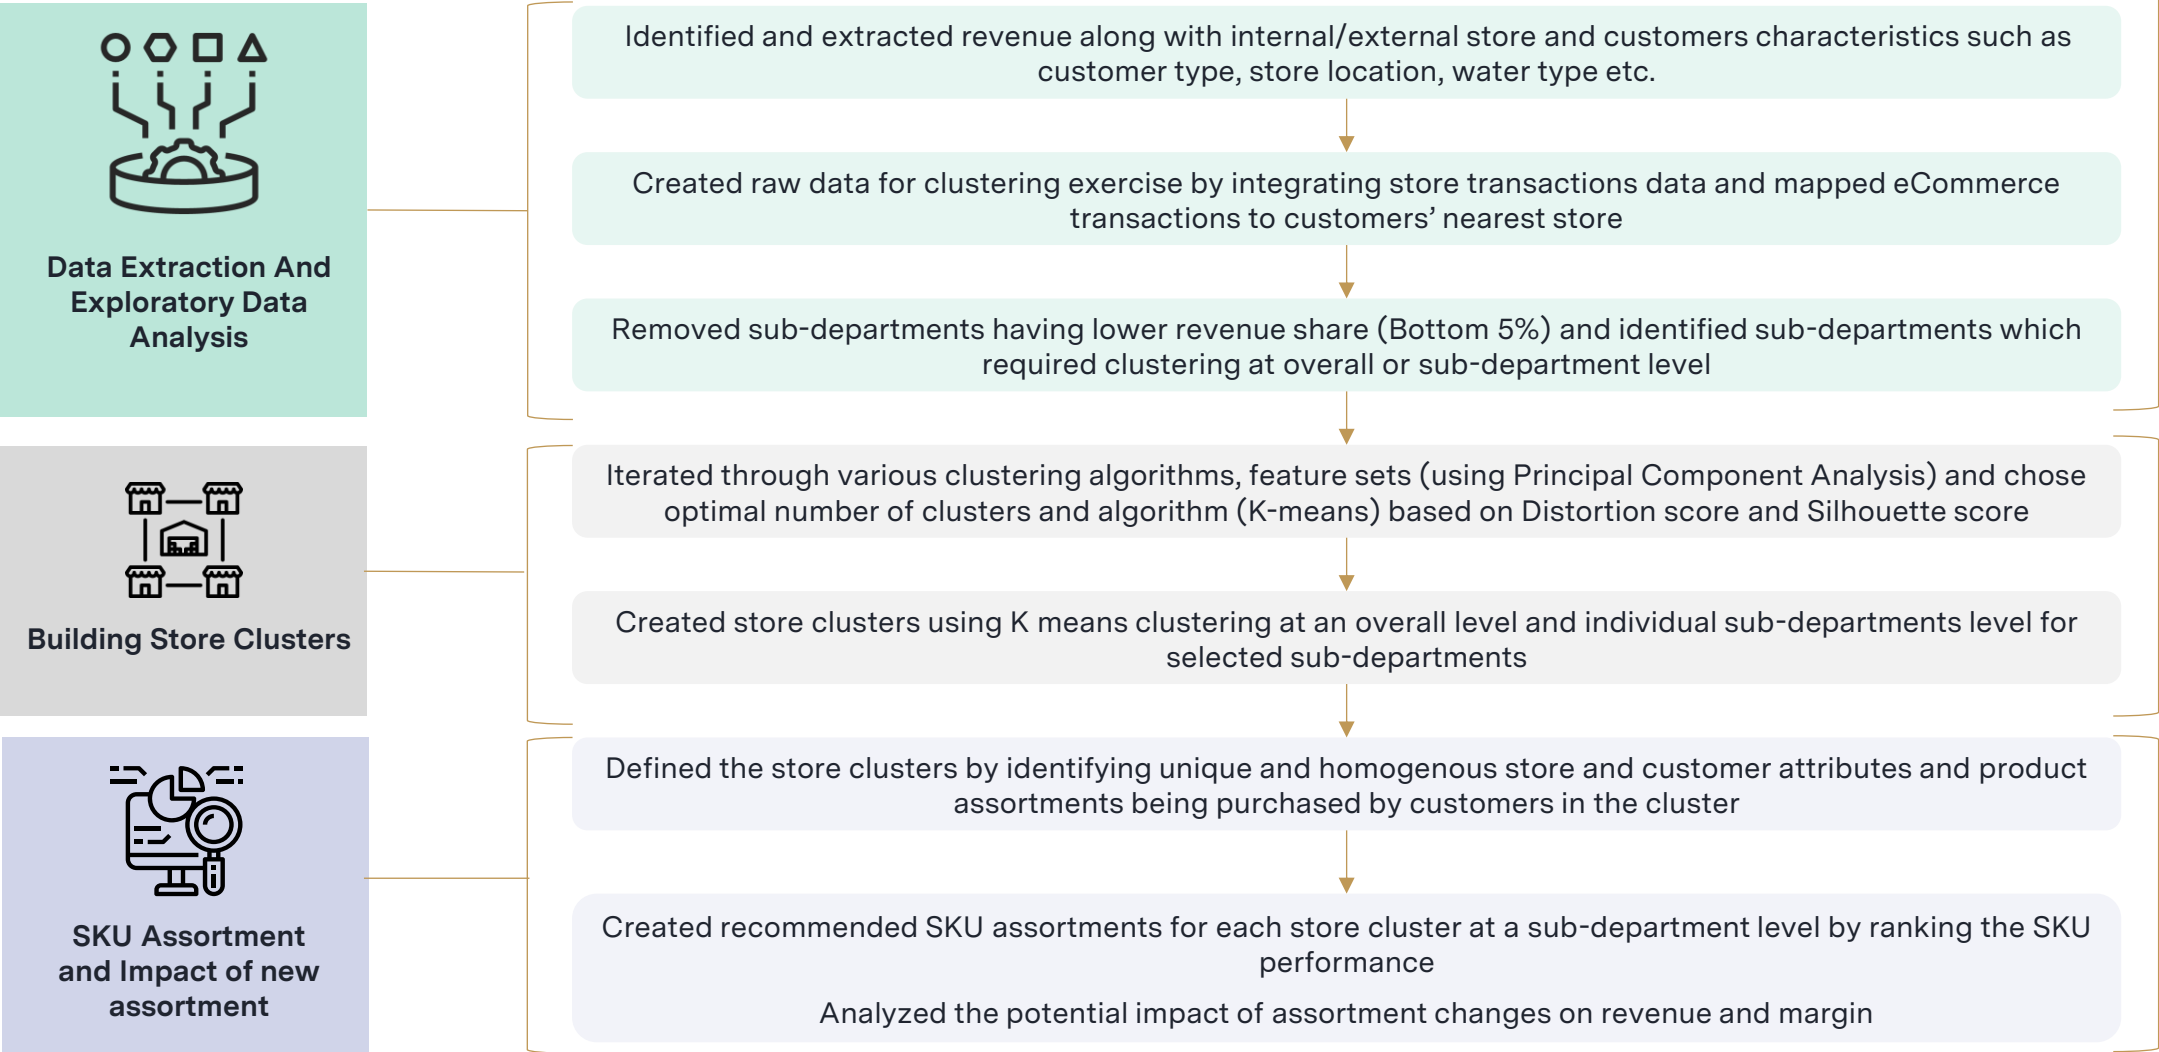 Data Extraction And
Exploratory Data
Analysis
Identified and extracted revenue along with internal/external store and customers characteristics such as
customer type, store location, water type etc.
Created raw data for clustering exercise by integrating store transactions data and mapped eCommerce
transactions to customers’ nearest store
Removed sub-departments having lower revenue share (Bottom 5%) and identified sub-departments which
required clustering at overall or sub-department level
Building Store Clusters
Iterated through various clustering algorithms, feature sets (using Principal Component Analysis) and chose
optimal number of clusters and algorithm (K-means) based on Distortion score and Silhouette score
Created store clusters using K means clustering at an overall level and individual sub-departments level for
selected sub-departments
SKU Assortment
and Impact of new
assortment
Defined the store clusters by identifying unique and homogenous store and customer attributes and product
assortments being purchased by customers in the cluster
Created recommended SKU assortments for each store cluster at a sub-department level by ranking the SKU
performance
Analyzed the potential impact of assortment changes on revenue and margin